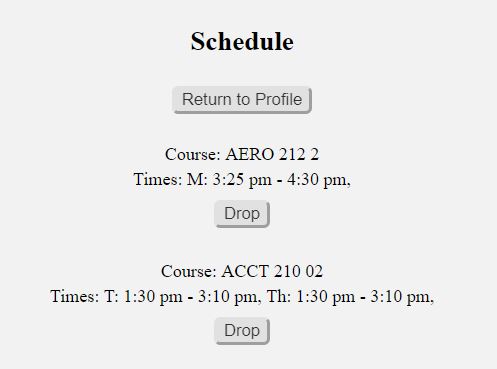 Schedule
Return to Profile
Course: AERO 212 2
Times: M: 3:25 pm - 4:30 pm,
Drop
Course: ACCT 210 02
Times: T: 1:30 pm - 3:10 pm, Th: 1:30 pm - 3:10 pm,
Drop